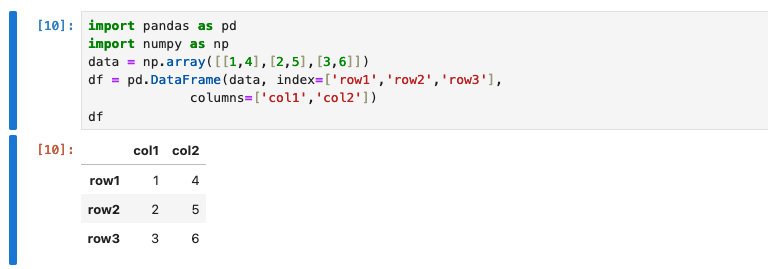 [10]: import pandas as pd
import numpy as np
data = np.array([[1,4],[2,5],[3,6]])
df = pd.DataFrame(data, index=['row1','row2','row3'],
columns=['col1','col2'])
df
[10]:
col1 col2
row1 1 4
row2 2 5
row3 3 6